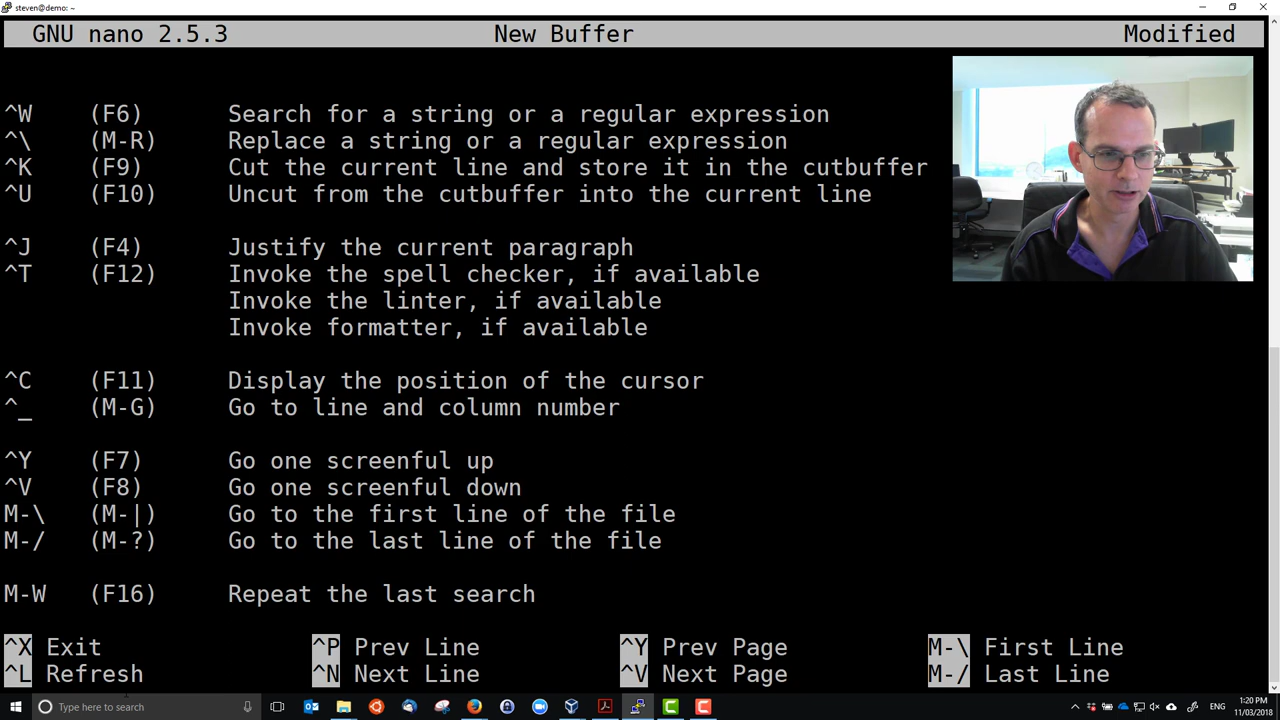 steven@demo: ~
GNU nano 2.5.3 New Buffer Modified
^W (F6) Search for a string or a regular expression
^\ (M-R) Replace a string or a regular expression
^K (F9) Cut the current line and store it in the cutbuffer
^U (F10) Uncut from the cutbuffer into the current line
^J (F4) Justify the current paragraph
^T (F12) Invoke the spell checker, if available
Invoke the linter, if available
Invoke formatter, if available
^C (F11) Display the position of the cursor
^_ (M-G) Go to line and column number
^Y (F7) Go one screenful up
^V (F8) Go one screenful down
M-\ (M-|) Go to the first line of the file
M-/ (M-?) Go to the last line of the file
M-W (F16) Repeat the last search
^X Exit ^P Prev Line ^Y Prev Page M-\ First Line
^L Refresh ^N Next Line ^V Next Page M-/ Last Line
Type here to search
ENG
1:20 PM
11/03/2018